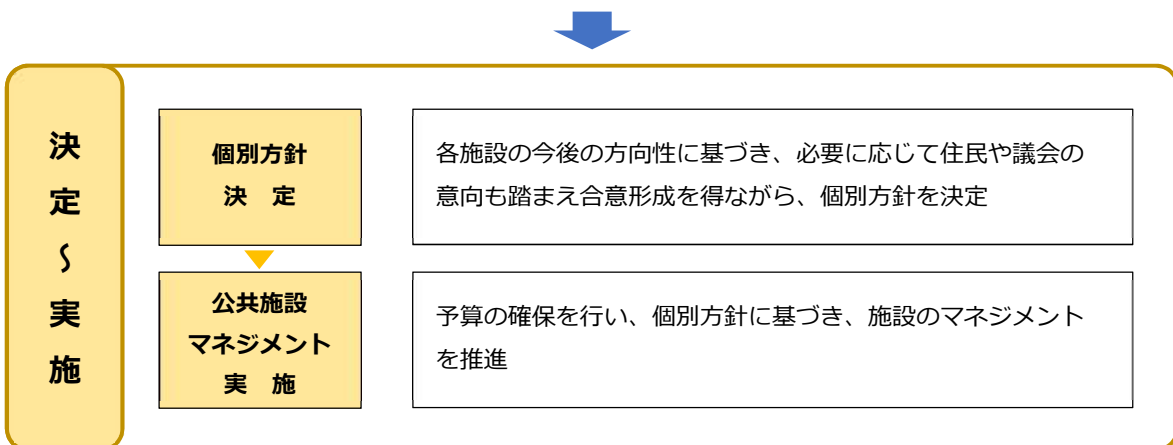 決定～実施
個別方針
決　定
各施設の今後の方向性に基づき、必要に応じて住民や議会の
意向も踏まえ合意形成を得ながら、個別方針を決定
公共施設
マネジメント
実　施
予算の確保を行い、個別方針に基づき、施設のマネジメント
を推進